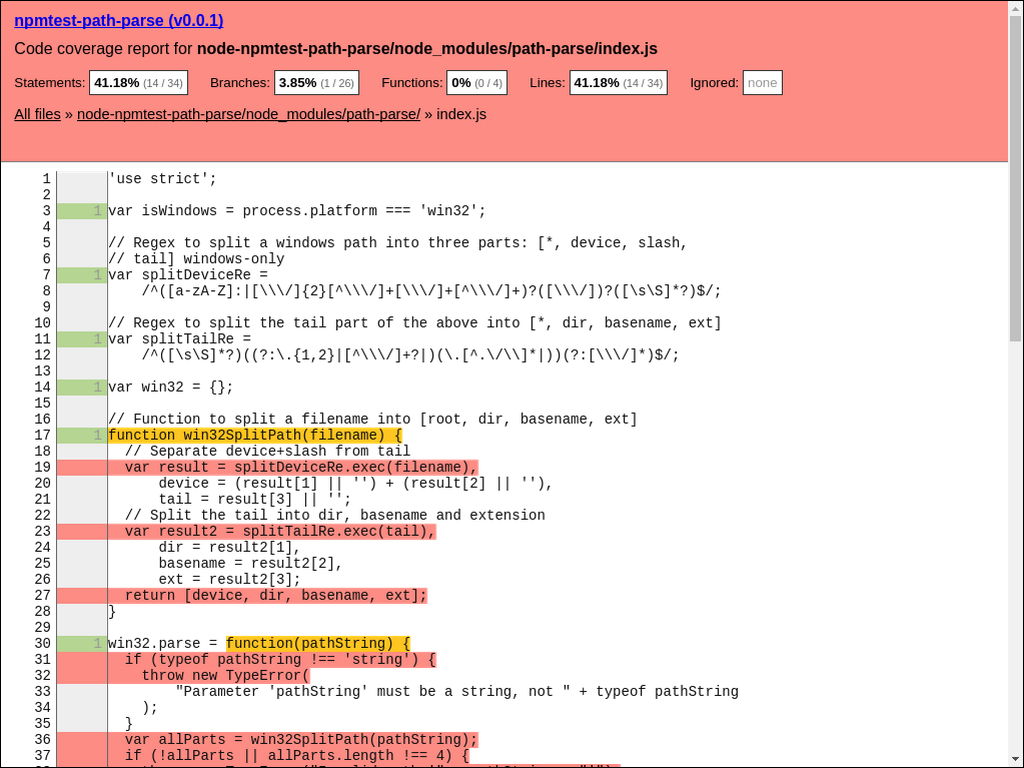 npmtest-path-parse (v0.0.1)
Code coverage report for node-npmtest-path-parse/node_modules/path-parse/index.js
Statements: 41.18% (14 / 34) Branches: 3.85% (1 / 26) Functions: 0% (0 / 4) Lines: 41.18% (14 / 34) Ignored: none
All files » node-npmtest-path-parse/node_modules/path-parse/ » index.js
1 'use strict';
2
3 1 var isWindows = process.platform === 'win32';
4
5 // Regex to split a windows path into three parts: [*, device, slash,
6 // tail] windows-only
7 1 var splitDeviceRe =
8 /^([a-zA-Z]:|[\\\/]{2}[^\\\/]+[\\\/]+[^\\\/]+)?([\\\/])?([\s\S]*?)$/;
9
10 // Regex to split the tail part of the above into [*, dir, basename, ext]
11 1 var splitTailRe =
12 /^([\s\S]*?)((?:\.{1,2}|[^\\\/]+?|)(\.[^.\/\\]*|))(?:[\\\/]*)$/;
13
14 1 var win32 = {};
15
16 // Function to split a filename into [root, dir, basename, ext]
17 1 function win32SplitPath(filename) {
18 // Separate device+slash from tail
19 var result = splitDeviceRe.exec(filename),
20 device = (result[1] || '') + (result[2] || ''),
21 tail = result[3] || '';
22 // Split the tail into dir, basename and extension
23 var result2 = splitTailRe.exec(tail),
24 dir = result2[1],
25 basename = result2[2],
26 ext = result2[3];
27 return [device, dir, basename, ext];
28 }
29
30 1 win32.parse = function(pathString) {
31 if (typeof pathString !== 'string') {
32 throw new TypeError(
33 "Parameter 'pathString' must be a string, not " + typeof pathString
34 );
35 }
36 var allParts = win32SplitPath(pathString);
37 if (!allParts || allParts.length !== 4) {